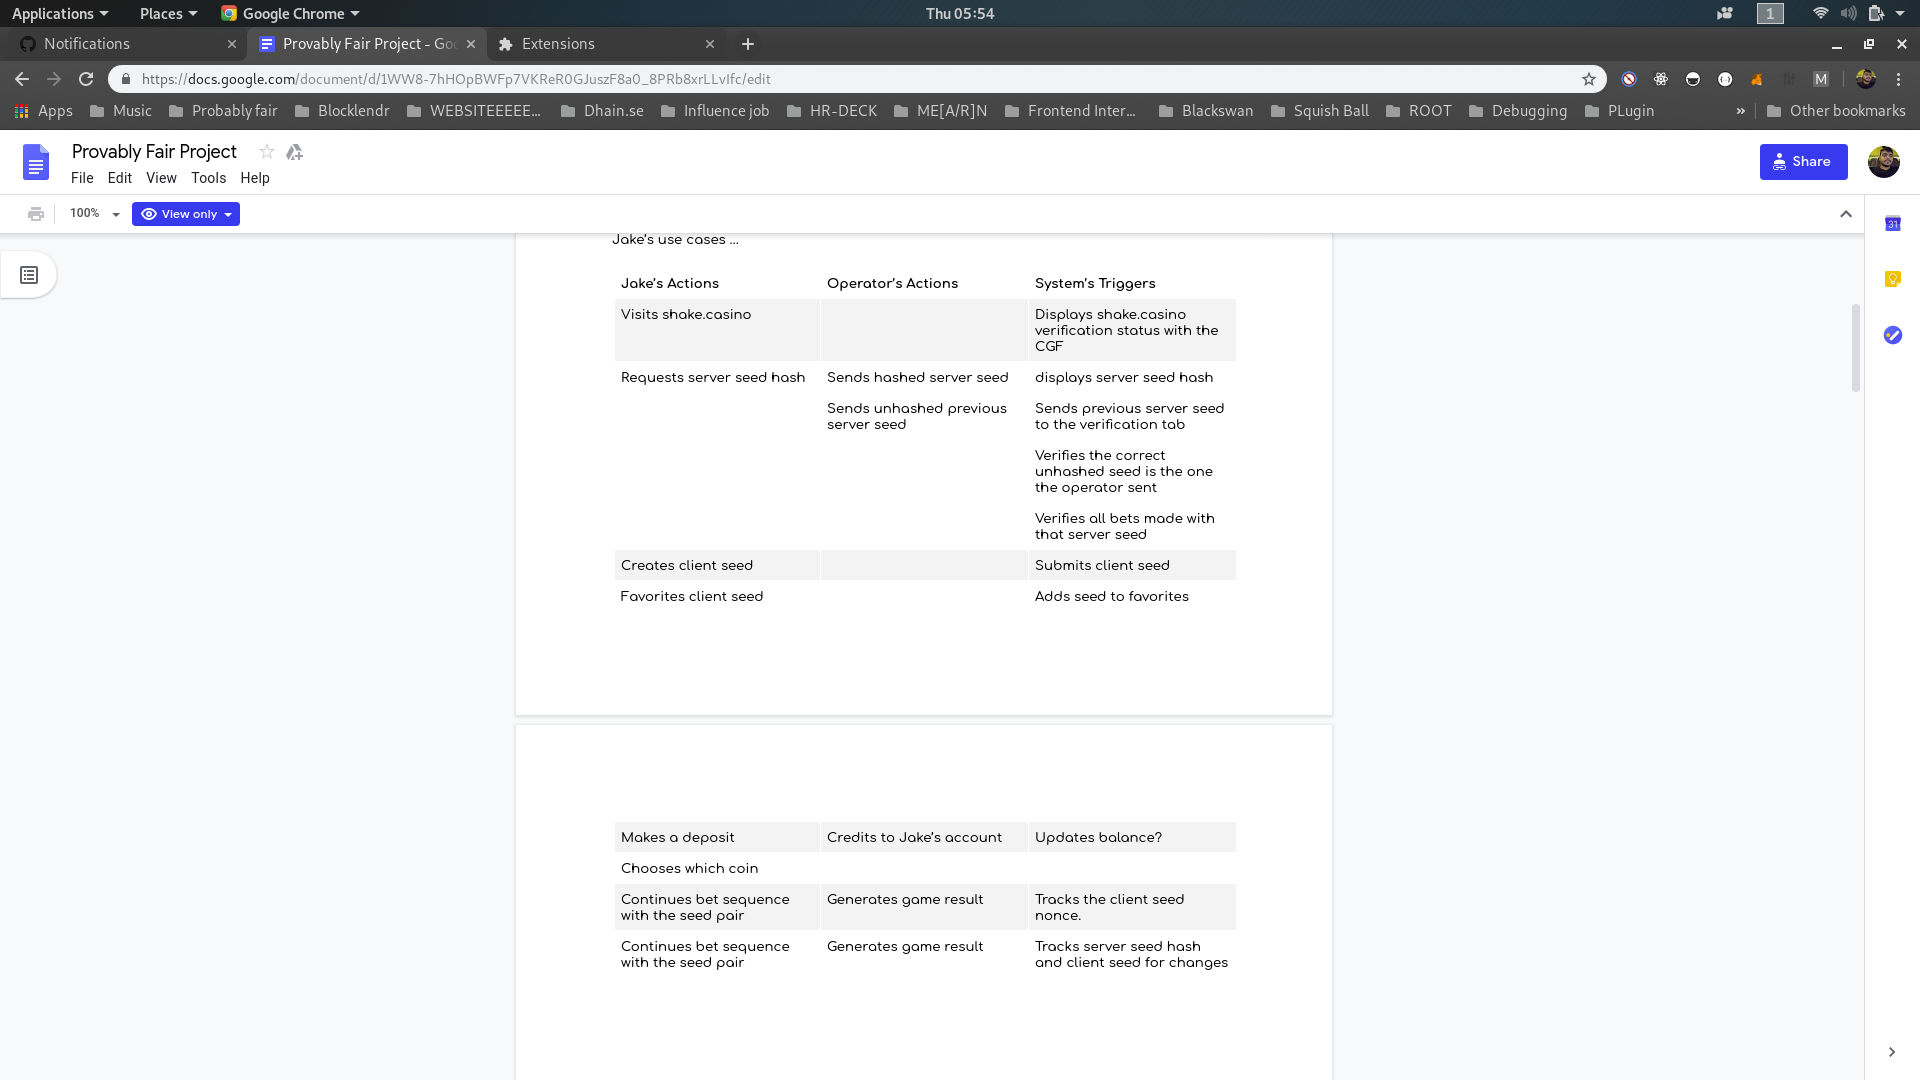 Applications Places Google Chrome Thu 05:54 1
Notifications Provably Fair Project - Goo Extensions
https://docs.google.com/document/d/1WW8-7hHOpBWFp7VKReR0GJuszF8a0_8PRb8xrLLvIfc/edit M
Apps Music Probably fair Blocklendr WEBSITEEEEE... Dhain.se Influence job HR-DECK ME[A/R]N Frontend Inter... Blackswan Squish Ball ROOT Debugging PLugin » Other bookmarks
Provably Fair Project
File Edit View Tools Help
Share
100% View only
31
Jake's use cases ...
Jake's Actions Operator's Actions System's Triggers
Visits shake.casino Displays shake.casino
verification status with the
CGF
Requests server seed hash Sends hashed server seed displays server seed hash
Sends unhashed previous Sends previous server seed
server seed to the verification tab
Verifies the correct
unhashed seed is the one
the operator sent
Verifies all bets made with
that server seed
Creates client seed Submits client seed
Favorites client seed Adds seed to favorites
Makes a deposit Credits to Jake's account Updates balance?
Chooses which coin
Continues bet sequence Generates game result Tracks the client seed
with the seed pair nonce.
Continues bet sequence Generates game result Tracks server seed hash
with the seed pair and client seed for changes